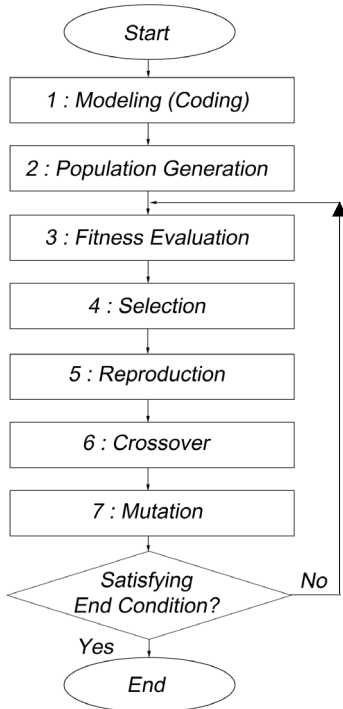 Start
1 : Modeling (Coding)
2 : Population Generation
3 : Fitness Evaluation
4 : Selection
5 : Reproduction
6 : Crossover
7 : Mutation
Satisfying
End Condition?
No
Yes
End